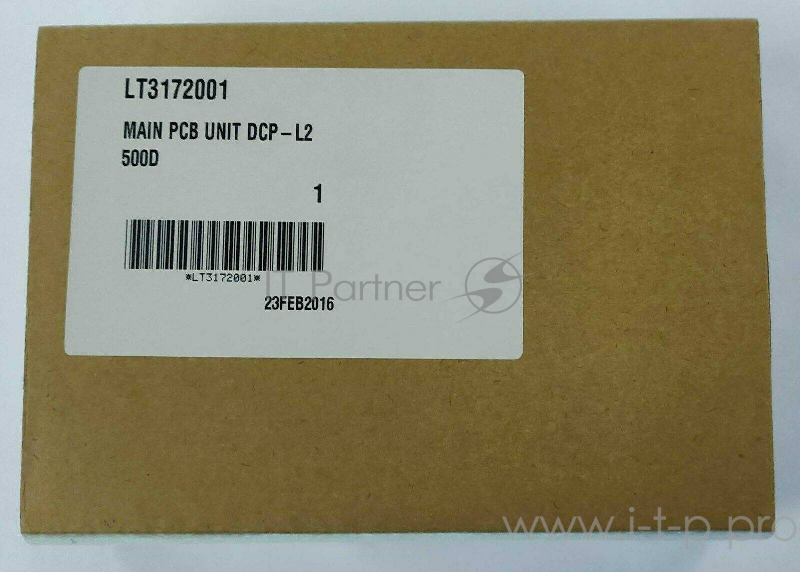 LT3172001
MAIN PCB UNIT DCP-L2
500D
1
*LT3172001*
IT Partner
23FEB2016
www.i-t-p.pro